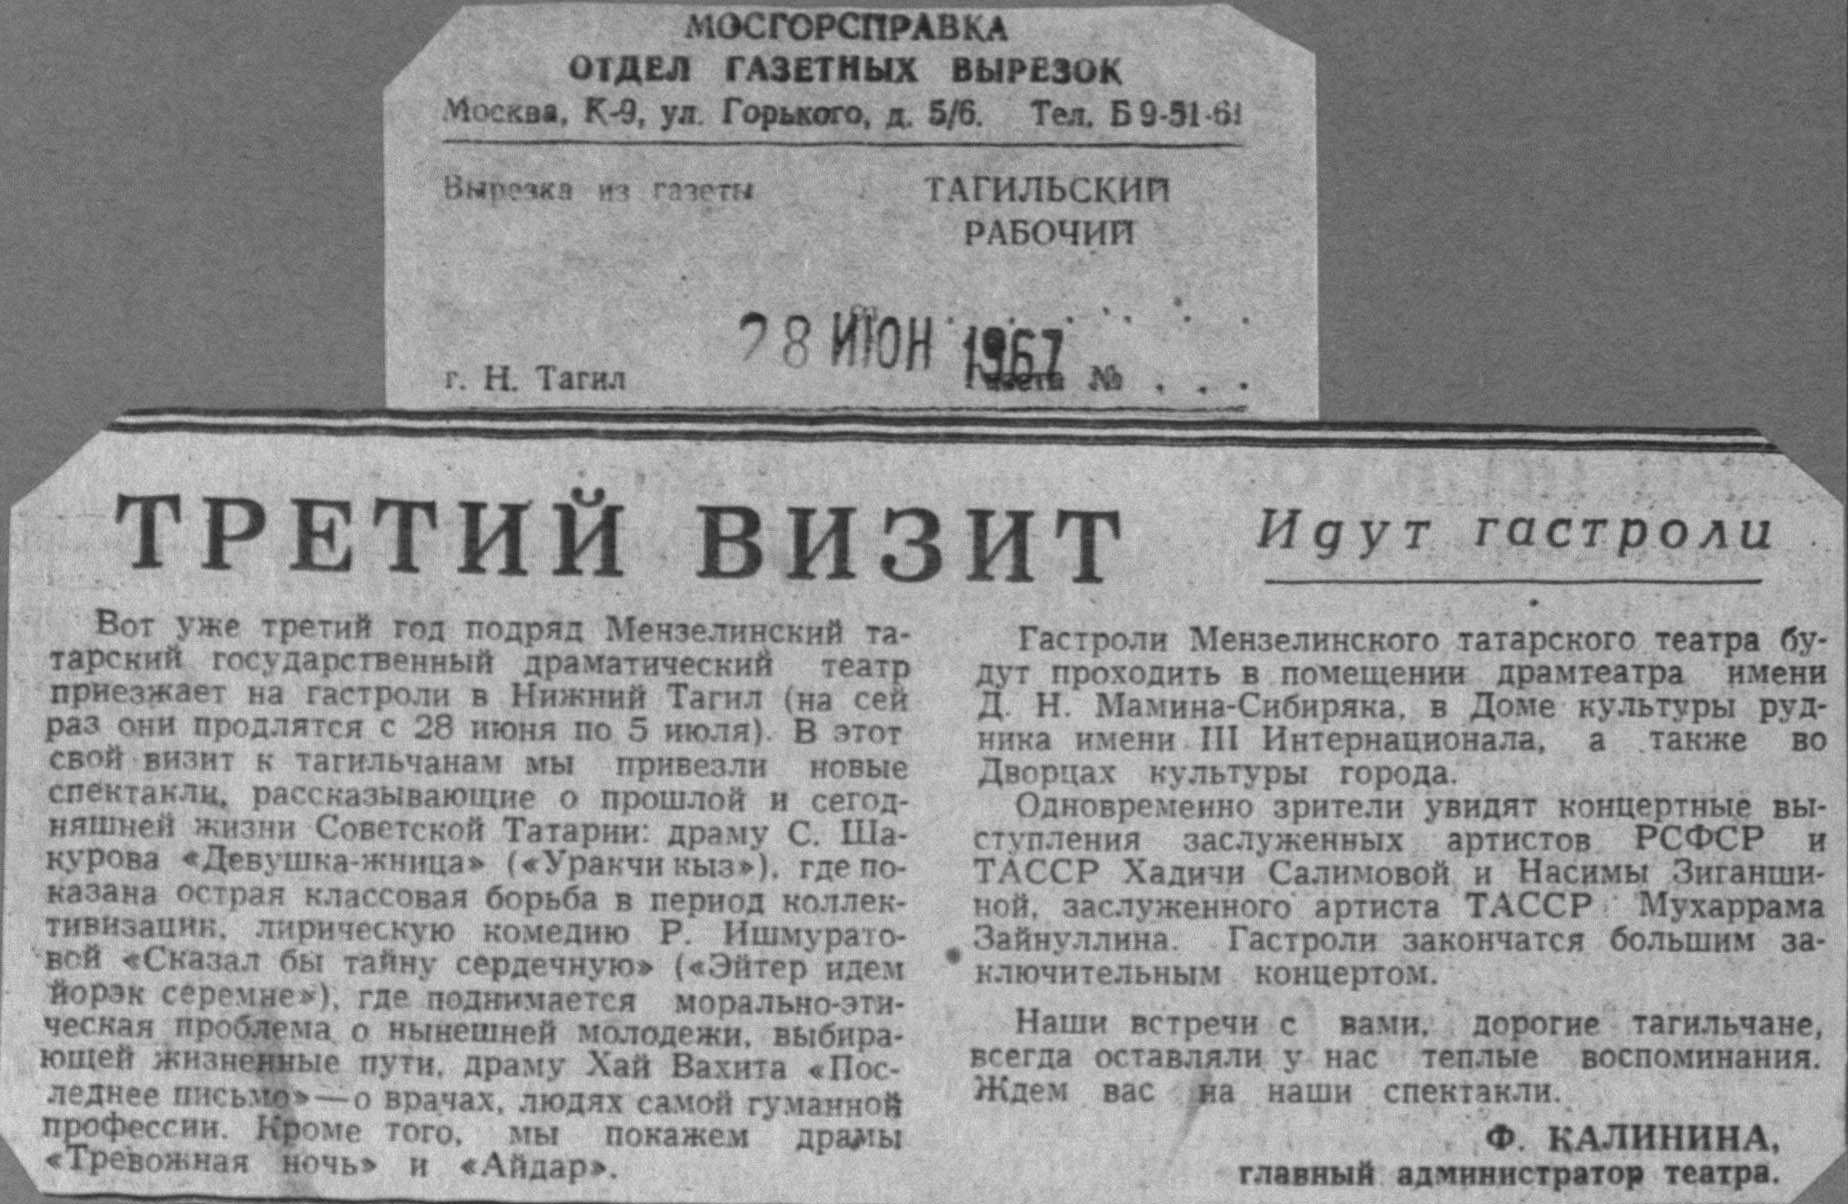 МОСГОРСПРАВКА
ОТДЕЛ ГАЗЕТНЫХ ВЫРЕЗОК
Москва, К-9, ул. Горького, д. 5/6. Тел. Б 9-51-61
Вырезка из газеты
ТАГИЛЬСКИЙ
РАБОЧИЙ
28 ИЮН 1967
г. Н. Тагил №
ТРЕТИЙ ВИЗИТ
Идут гастроли
Вот уже третий год подряд Мензелинский та-
тарский государственный драматический театр
приезжает на гастроли в Нижний Тагил (на сей
раз они продлятся с 28 июня по 5 июля). В этот
свой визит к тагильчанам мы привезли новые
спектакли, рассказывающие о прошлой и сегод-
няшней жизни Советской Татарии: драму С. Ша-
курова «Девушка-жница» («Уракчи кыз»), где по-
казана острая классовая борьба в период коллек-
тивизации, лирическую комедию Р. Ишмурато-
вой «Сказал бы тайну сердечную» («Эйтер идем
йорэк серемне»), где поднимается морально-эти-
ческая проблема о нынешней молодежи, выбира-
ющей жизненные пути, драму Хай Вахита «Пос-
леднее письмо»—о врачах, людях самой гуманной
профессии. Кроме того, мы покажем драмы
«Тревожная ночь» и «Айдар».
Гастроли Мензелинского татарского театра бу-
дут проходить в помещении драмтеатра имени
Д. Н. Мамина-Сибиряка, в Доме культуры руд-
ника имени III Интернационала, а также во
Дворцах культуры города.
Одновременно зрители увидят концертные вы-
ступления заслуженных артистов РСФСР и
ТАССР Хадичи Салимовой и Насимы Зиганши-
ной, заслуженного артиста ТАССР Мухаррама
Зайнуллина. Гастроли закончатся большим за-
ключительным концертом.
Наши встречи с вами, дорогие тагильчане,
всегда оставляли у нас теплые воспоминания.
Ждем вас на наши спектакли.
Ф. КАЛИНИНА,
главный администратор театра.